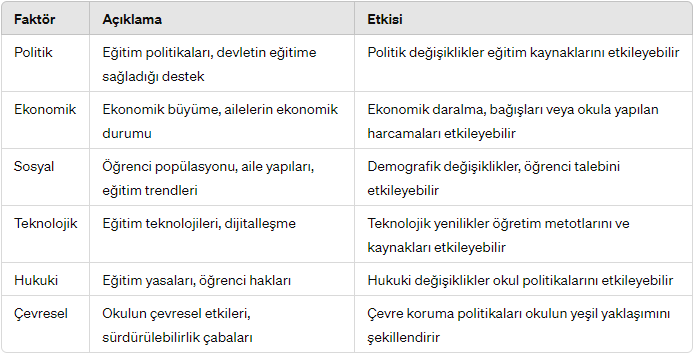 Faktör Açıklama Etkisi
Politik Eğitim politikaları, devletin eğitime Politik değişiklikler eğitim kaynaklarını etkileyebilir
sağladığı destek
Ekonomik Ekonomik büyüme, ailelerin ekonomik Ekonomik daralma, bağışları veya okula yapılan
durumu harcamaları etkileyebilir
Sosyal Öğrenci popülasyonu, aile yapıları, Demografik değişiklikler, öğrenci talebini
eğitim trendleri etkileyebilir
Teknolojik Eğitim teknolojileri, dijitalleşme Teknolojik yenilikler öğretim metotlarını ve
kaynakları etkileyebilir
Hukuki Eğitim yasaları, öğrenci hakları Hukuki değişiklikler okul politikalarını etkileyebilir
Çevresel Okulun çevresel etkileri, Çevre koruma politikaları okulun yeşil yaklaşımını
sürdürülebilirlik çabaları şekillendirir